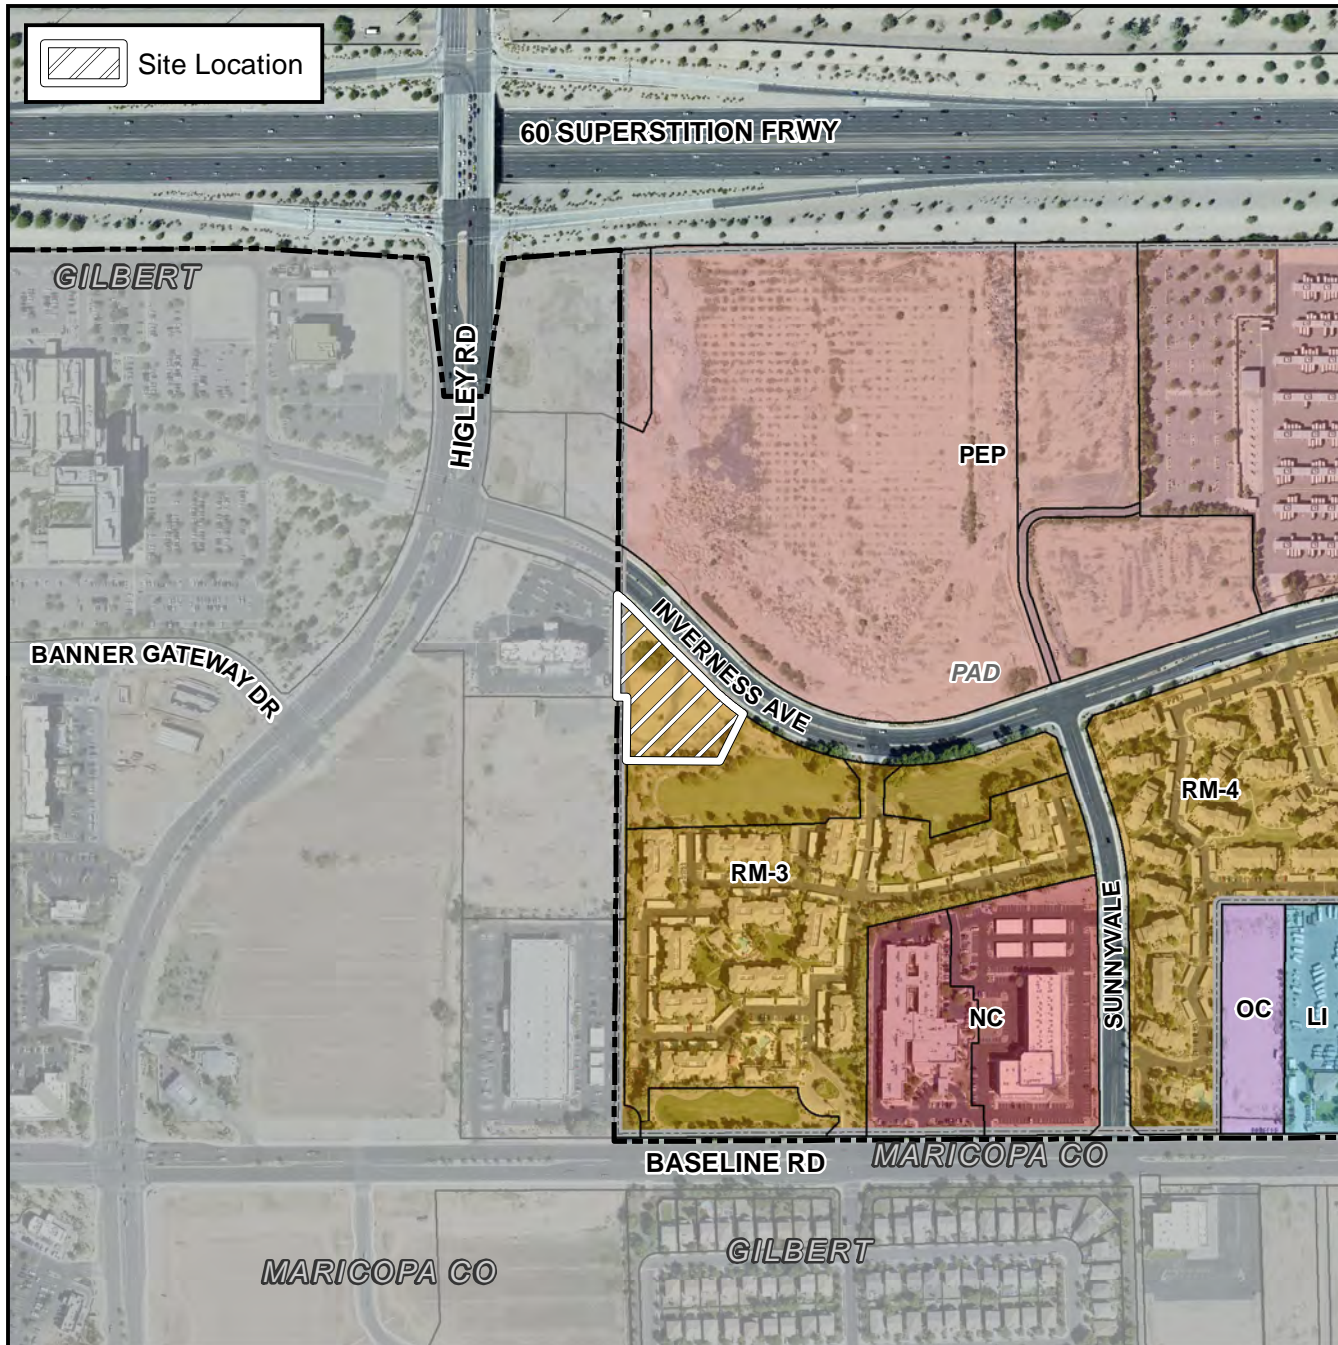 Site Location
60 SUPERSTITION FRWY
GILBERT
HIGLEY RD
PEP
INVERNESS AVE
BANNER GATEWAY DR
PAD
RM-4
RM-3
SUNNYVALE
NC
OC
LI
BASELINE RD
MARICOPA CO
GILBERT
MARICOPA CO